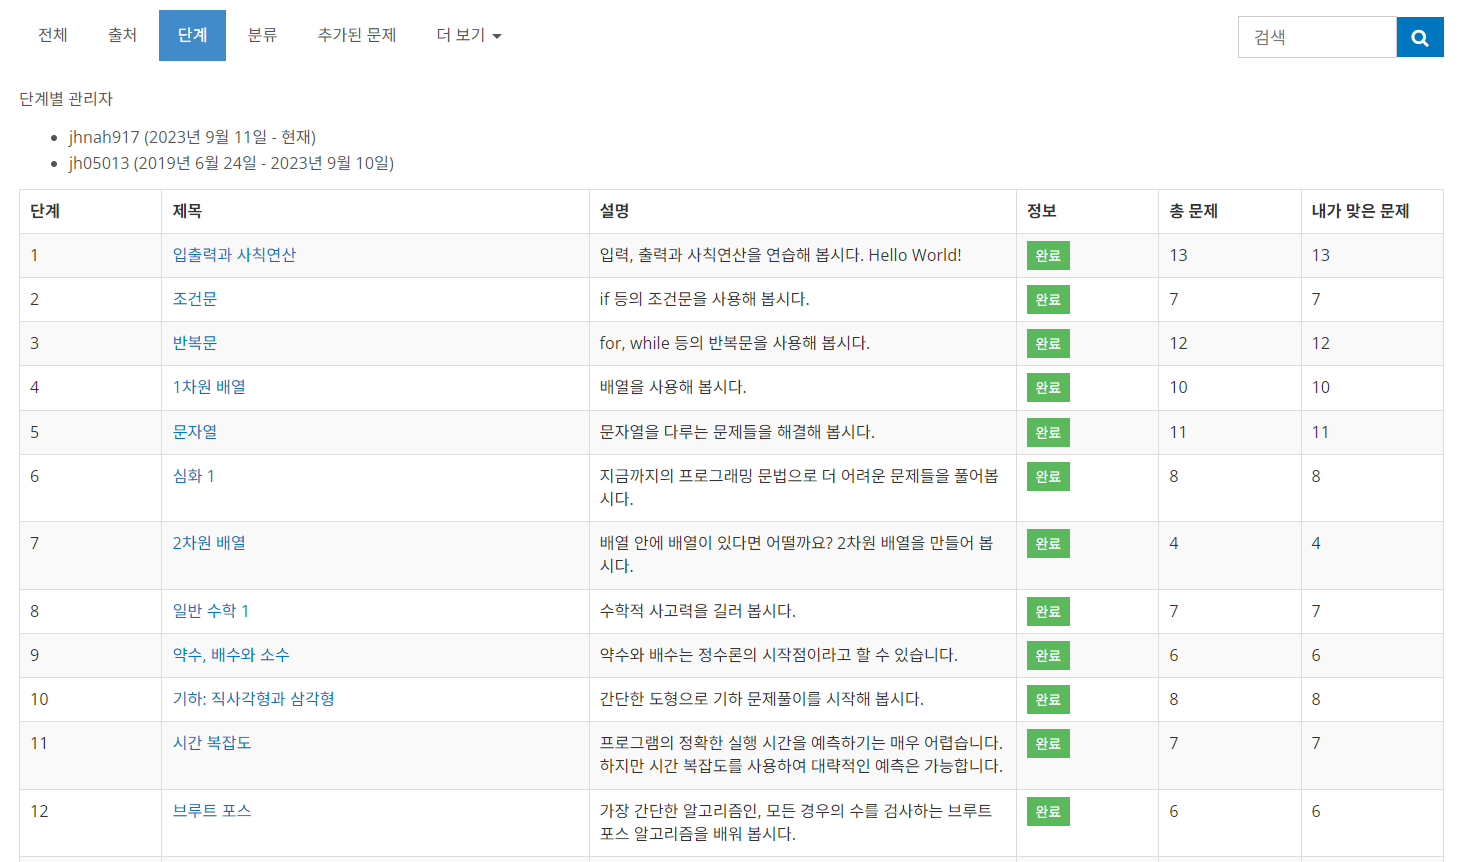 전체 출처 단계 분류 추가된 문제 더 보기 검색
단계별 관리자
jhnah917 (2023년 9월 11일 - 현재)
jh05013 (2019년 6월 24일 - 2023년 9월 10일)
단계 제목 설명 정보 총 문제 내가 맞은 문제
1 입출력과 사칙연산 입력, 출력과 사칙연산을 연습해 봅시다. Hello World! 완료 13 13
2 조건문 if 등의 조건문을 사용해 봅시다. 완료 7 7
3 반복문 for, while 등의 반복문을 사용해 봅시다. 완료 12 12
4 1차원 배열 배열을 사용해 봅시다. 완료 10 10
5 문자열 문자열을 다루는 문제들을 해결해 봅시다. 완료 11 11
6 심화 1 지금까지의 프로그래밍 문법으로 더 어려운 문제들을 풀어봅 완료 8 8
시다.
7 2차원 배열 배열 안에 배열이 있다면 어떨까요? 2차원 배열을 만들어 봅 완료 4 4
시다.
8 일반 수학 1 수학적 사고력을 길러 봅시다. 완료 7 7
9 약수, 배수와 소수 약수와 배수는 정수론의 시작점이라고 할 수 있습니다. 완료 6 6
10 기하: 직사각형과 삼각형 간단한 도형으로 기하 문제풀이를 시작해 봅시다. 완료 8 8
11 시간 복잡도 프로그램의 정확한 실행 시간을 예측하기는 매우 어렵습니다. 완료 7 7
하지만 시간 복잡도를 사용하여 대략적인 예측은 가능합니다.
12 브루트 포스 가장 간단한 알고리즘인, 모든 경우의 수를 검사하는 브루트 완료 6 6
포스 알고리즘을 배워 봅시다.